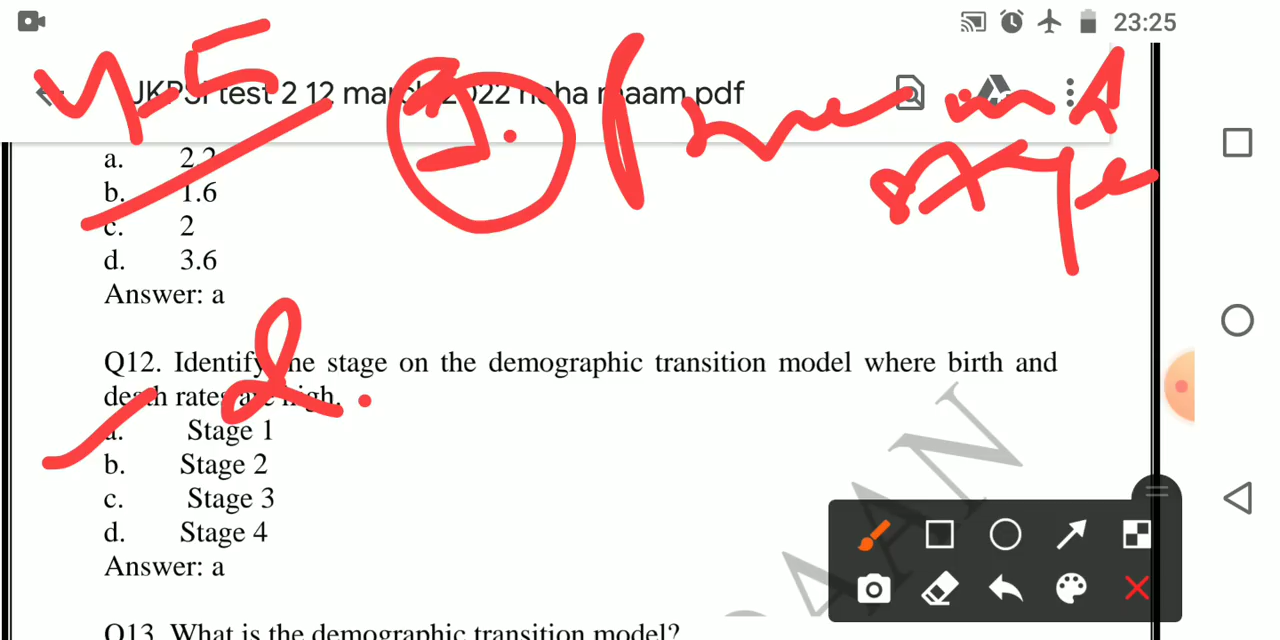 23:25
JKPSI test 2 12 march 2022 neha maam.pdf
a. 2.2
b. 1.6
c. 2
d. 3.6
Answer: a
Q12. Identify the stage on the demographic transition model where birth and
death rates are high.
a. Stage 1
b. Stage 2
c. Stage 3
d. Stage 4
Answer: a
Q13. What is the demographic transition model?